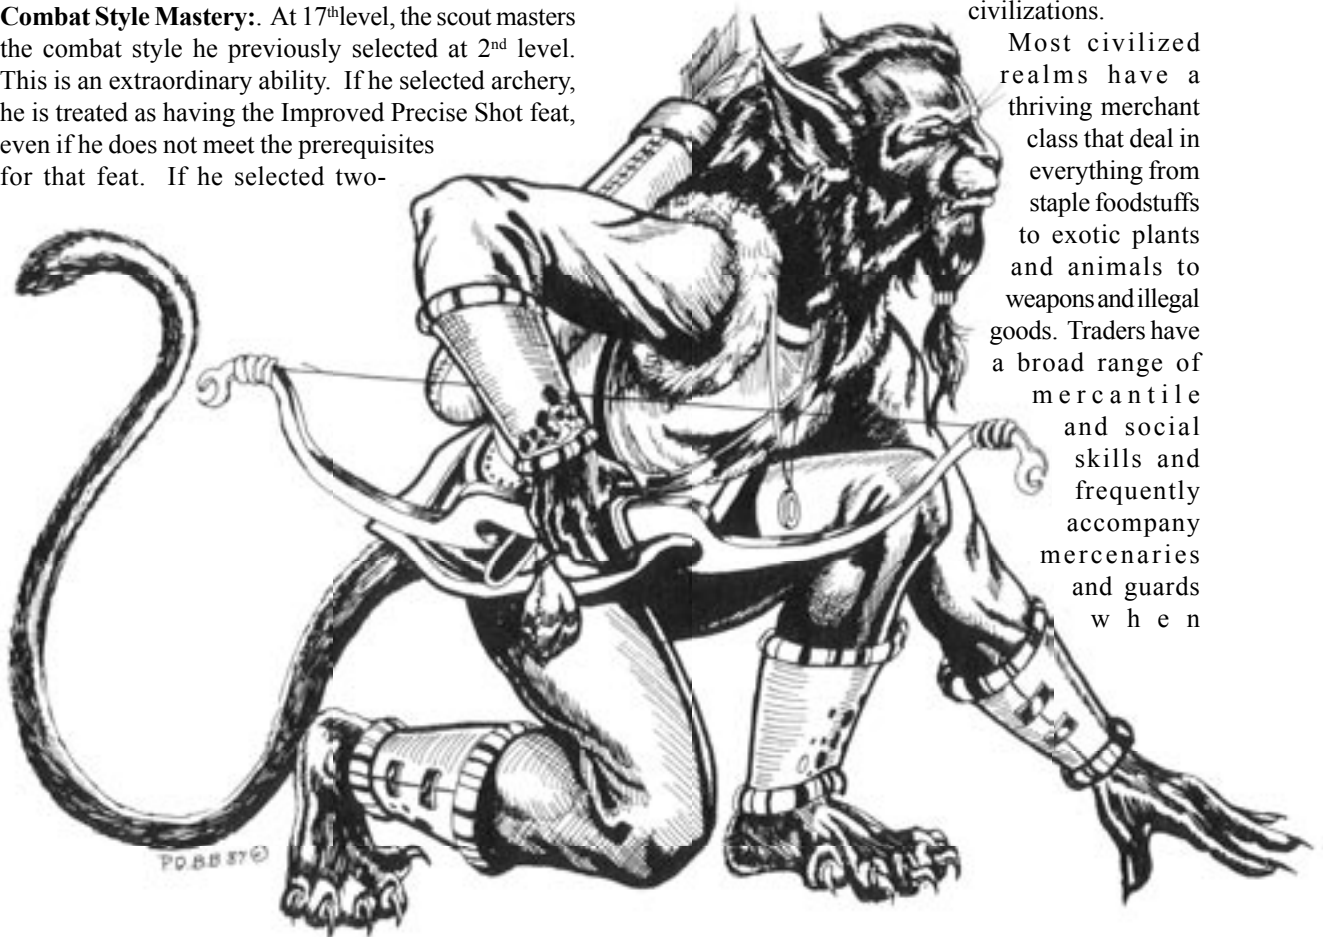 Combat Style Mastery:. At 17thlevel, the scout masters
the combat style he previously selected at 2nd level.
This is an extraordinary ability. If he selected archery,
he is treated as having the Improved Precise Shot feat,
even if he does not meet the prerequisites
for that feat. If he selected two-
civilizations.
Most civilized
realms have a
thriving merchant
class that deal in
everything from
staple foodstuffs
to exotic plants
and animals to
weapons and illegal
goods. Traders have
a broad range of
mercantile
and social
skills and
frequently
accompany
mercenaries
and guards
when
P.D.B.B 87©